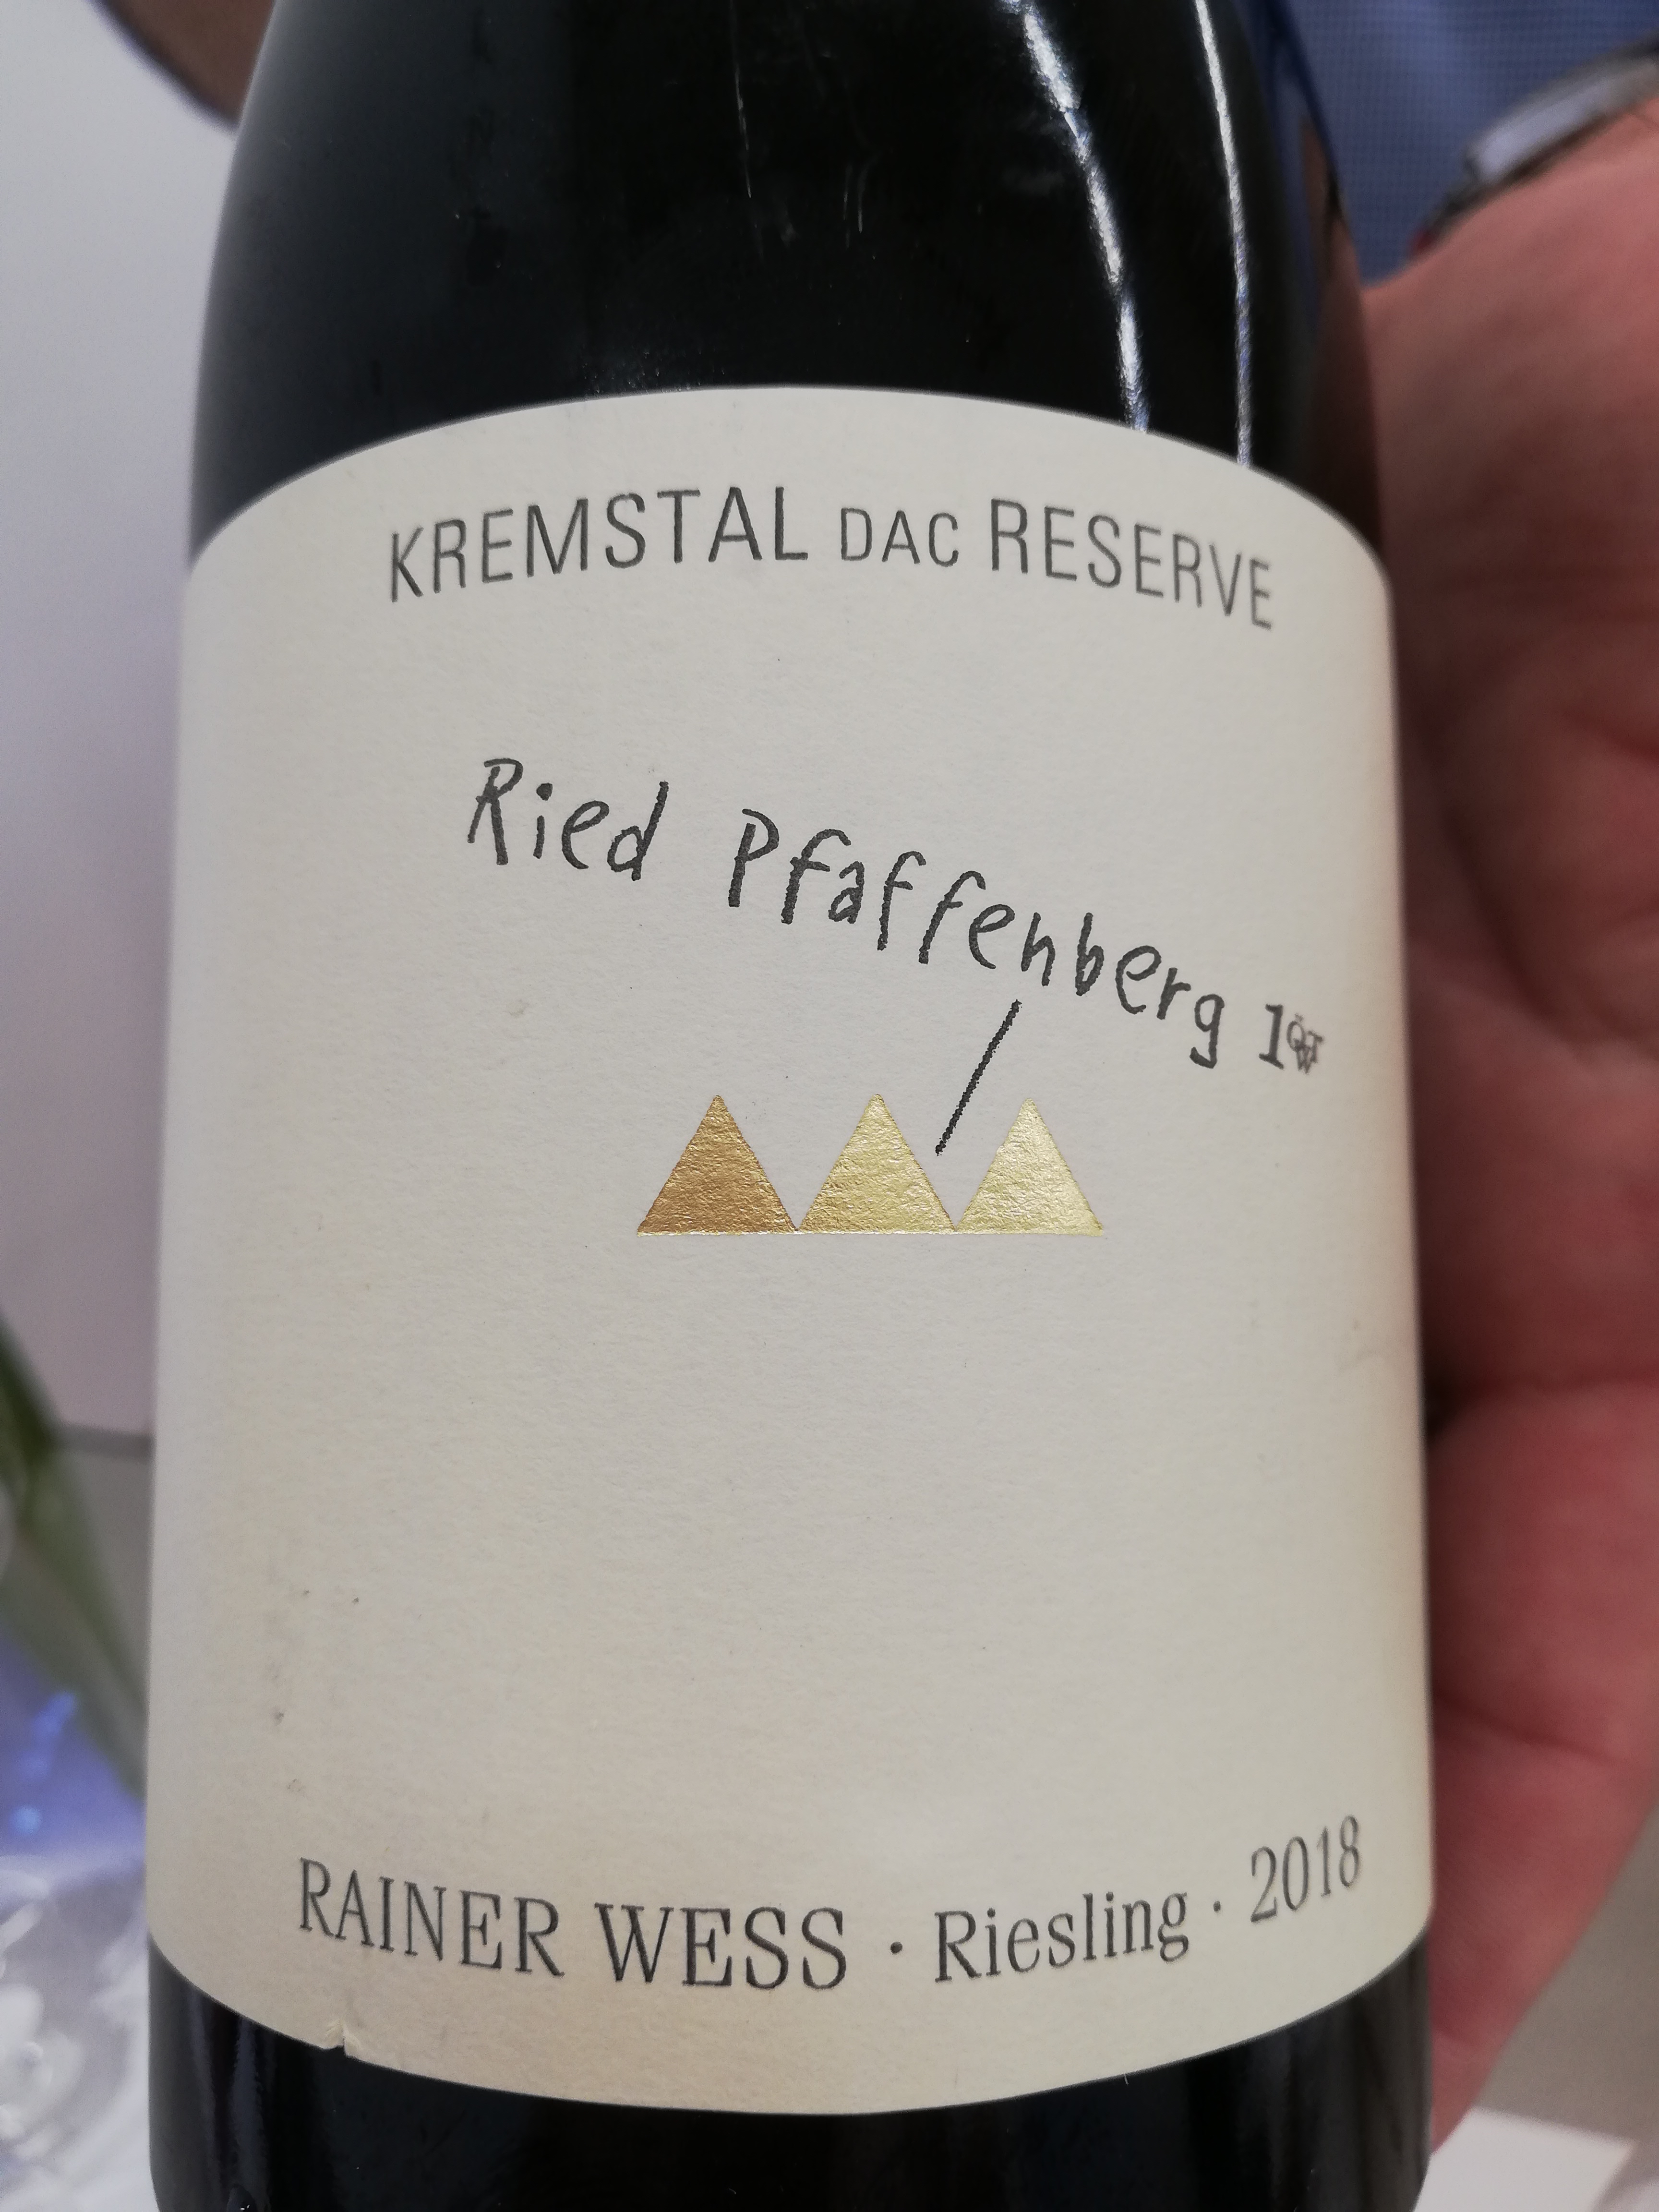 KREMSTAL DAC RESERVE
Ried Pfaffenberg 1ÖTW
RAINER WESS · Riesling · 2018